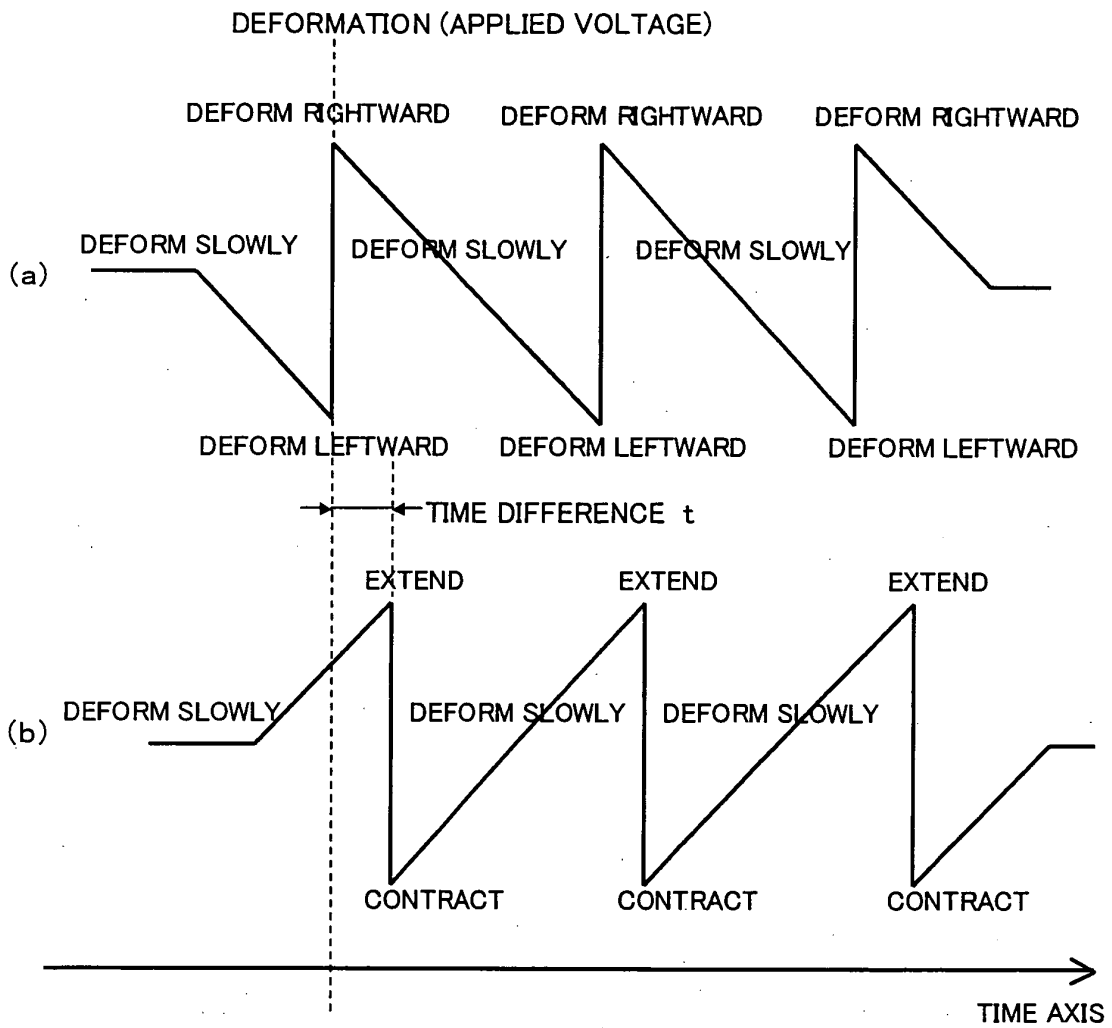 DEFORMATION (APPLIED VOLTAGE)
DEFORM RIGHTWARD DEFORM RIGHTWARD DEFORM RIGHTWARD
DEFORM SLOWLY DEFORM SLOWLY DEFORM SLOWLY
(a)
DEFORM LEFTWARD DEFORM LEFTWARD DEFORM LEFTWARD
TIME DIFFERENCE t
EXTEND EXTEND EXTEND
DEFORM SLOWLY DEFORM SLOWLY DEFORM SLOWLY
(b)
CONTRACT CONTRACT CONTRACT
TIME AXIS